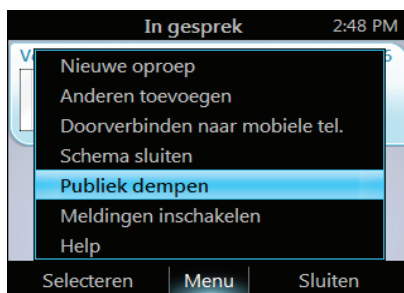 In gesprek 2:48 PM
Nieuwe oproep
Anderen toevoegen
Doorverbinden naar mobiele tel.
Schema sluiten
Publiek dempen
Meldingen inschakelen
Help
Selecteren Menu Sluiten